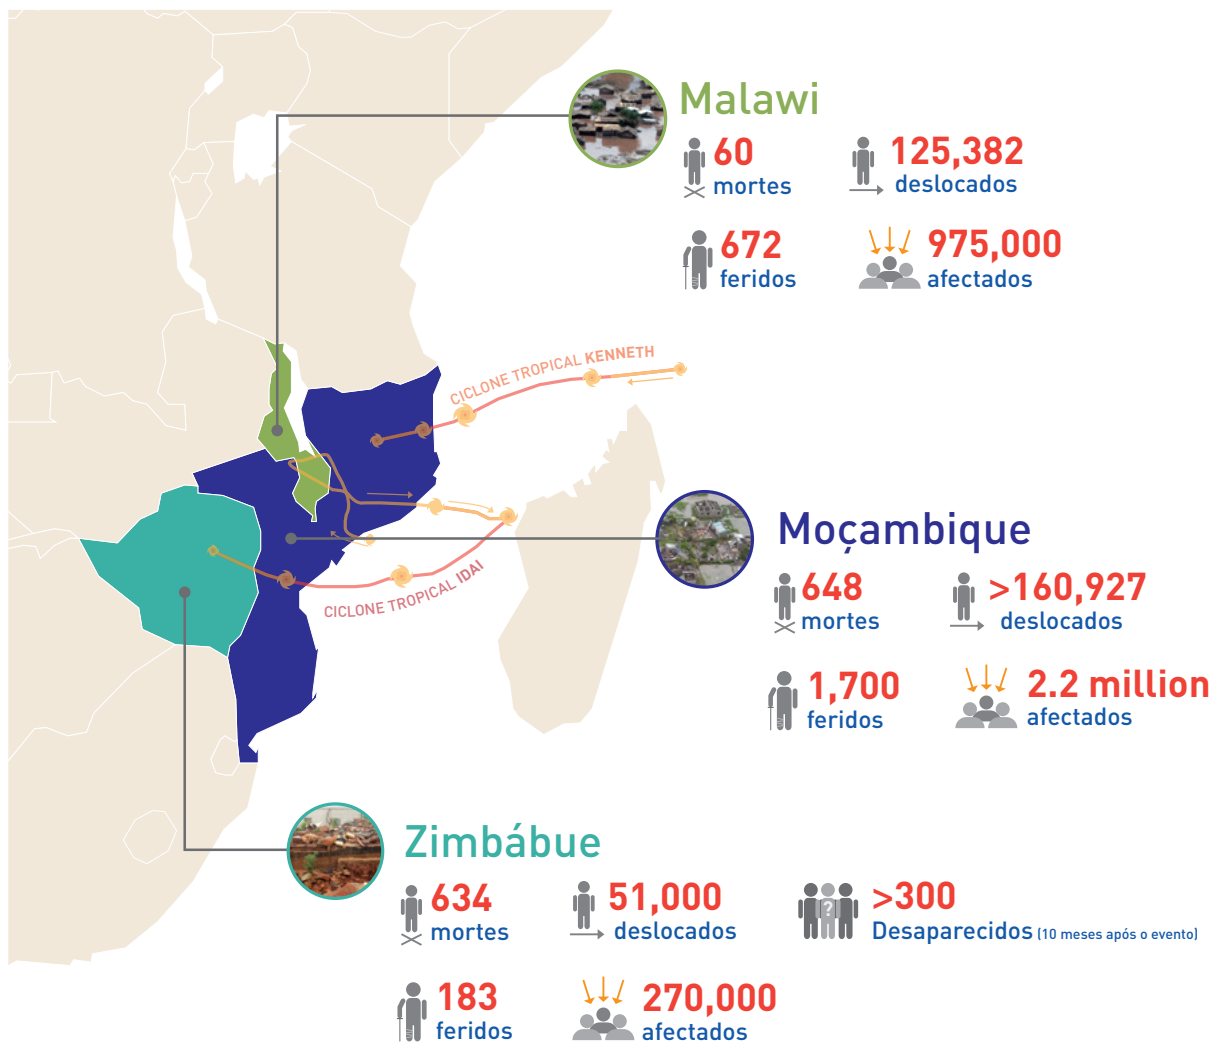 Malawi
60
mortes
125,382
deslocados
672
feridos
975,000
afectados
CICLONE TROPICAL KENNETH
CICLONE TROPICAL IDAI
Moçambique
648
mortes
>160,927
deslocados
1,700
feridos
2.2 million
afectados
Zimbábue
634
mortes
51,000
deslocados
?
>300
Desaparecidos (10 meses após o evento)
183
feridos
270,000
afectados